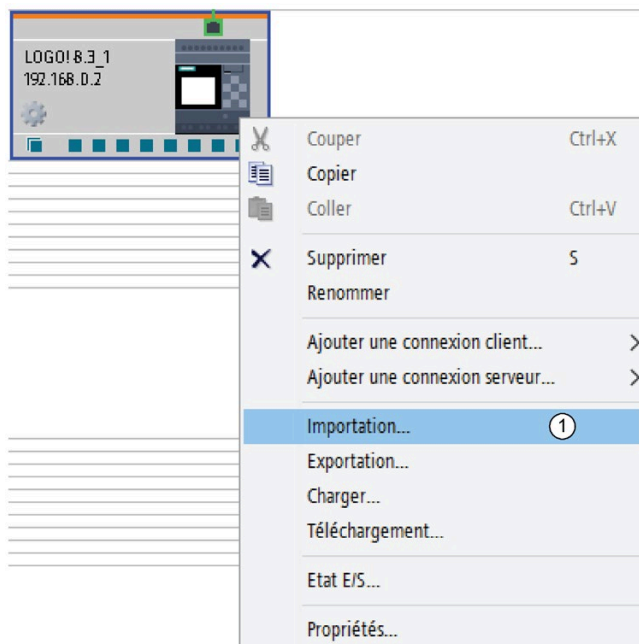 LOGO! 8.3_1
192.168.0.2
Couper Ctrl+X
Copier
Coller Ctrl+V
Supprimer S
Renommer
Ajouter une connexion client...
Ajouter une connexion serveur...
Importation... 1
Exportation...
Charger...
Téléchargement...
Etat E/S...
Propriétés...